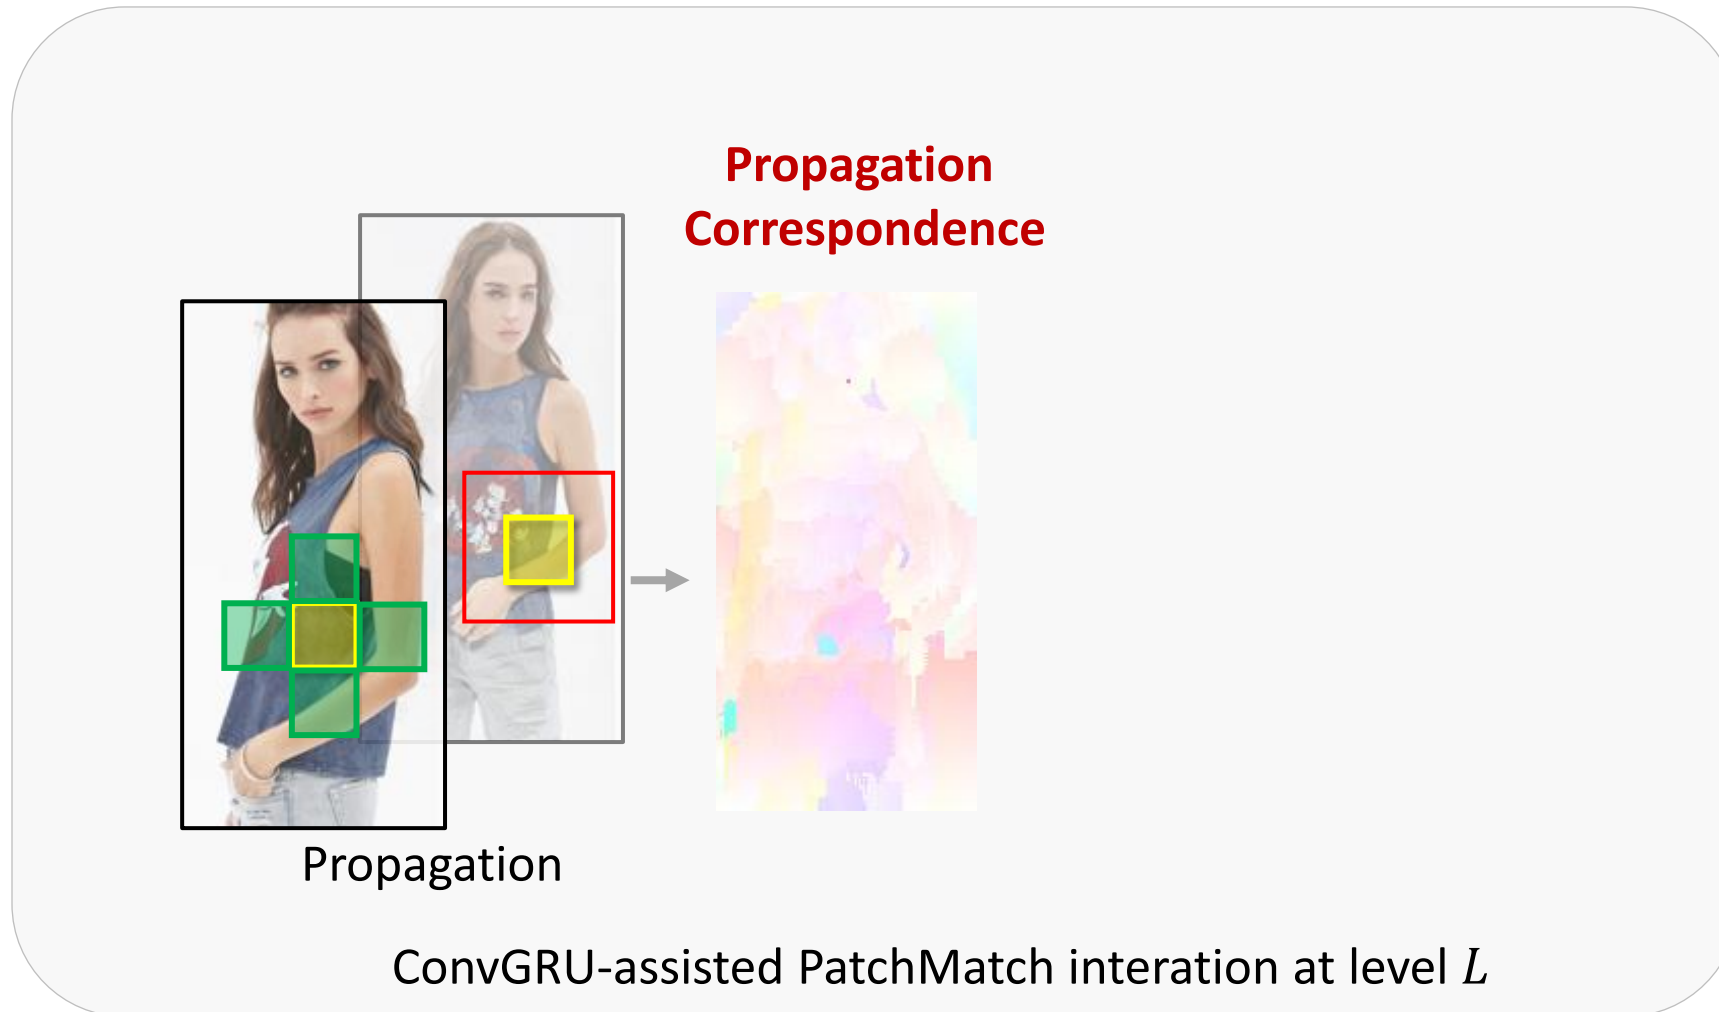 Propagation
Correspondence
Propagation
ConvGRU-assisted PatchMatch interation at level L